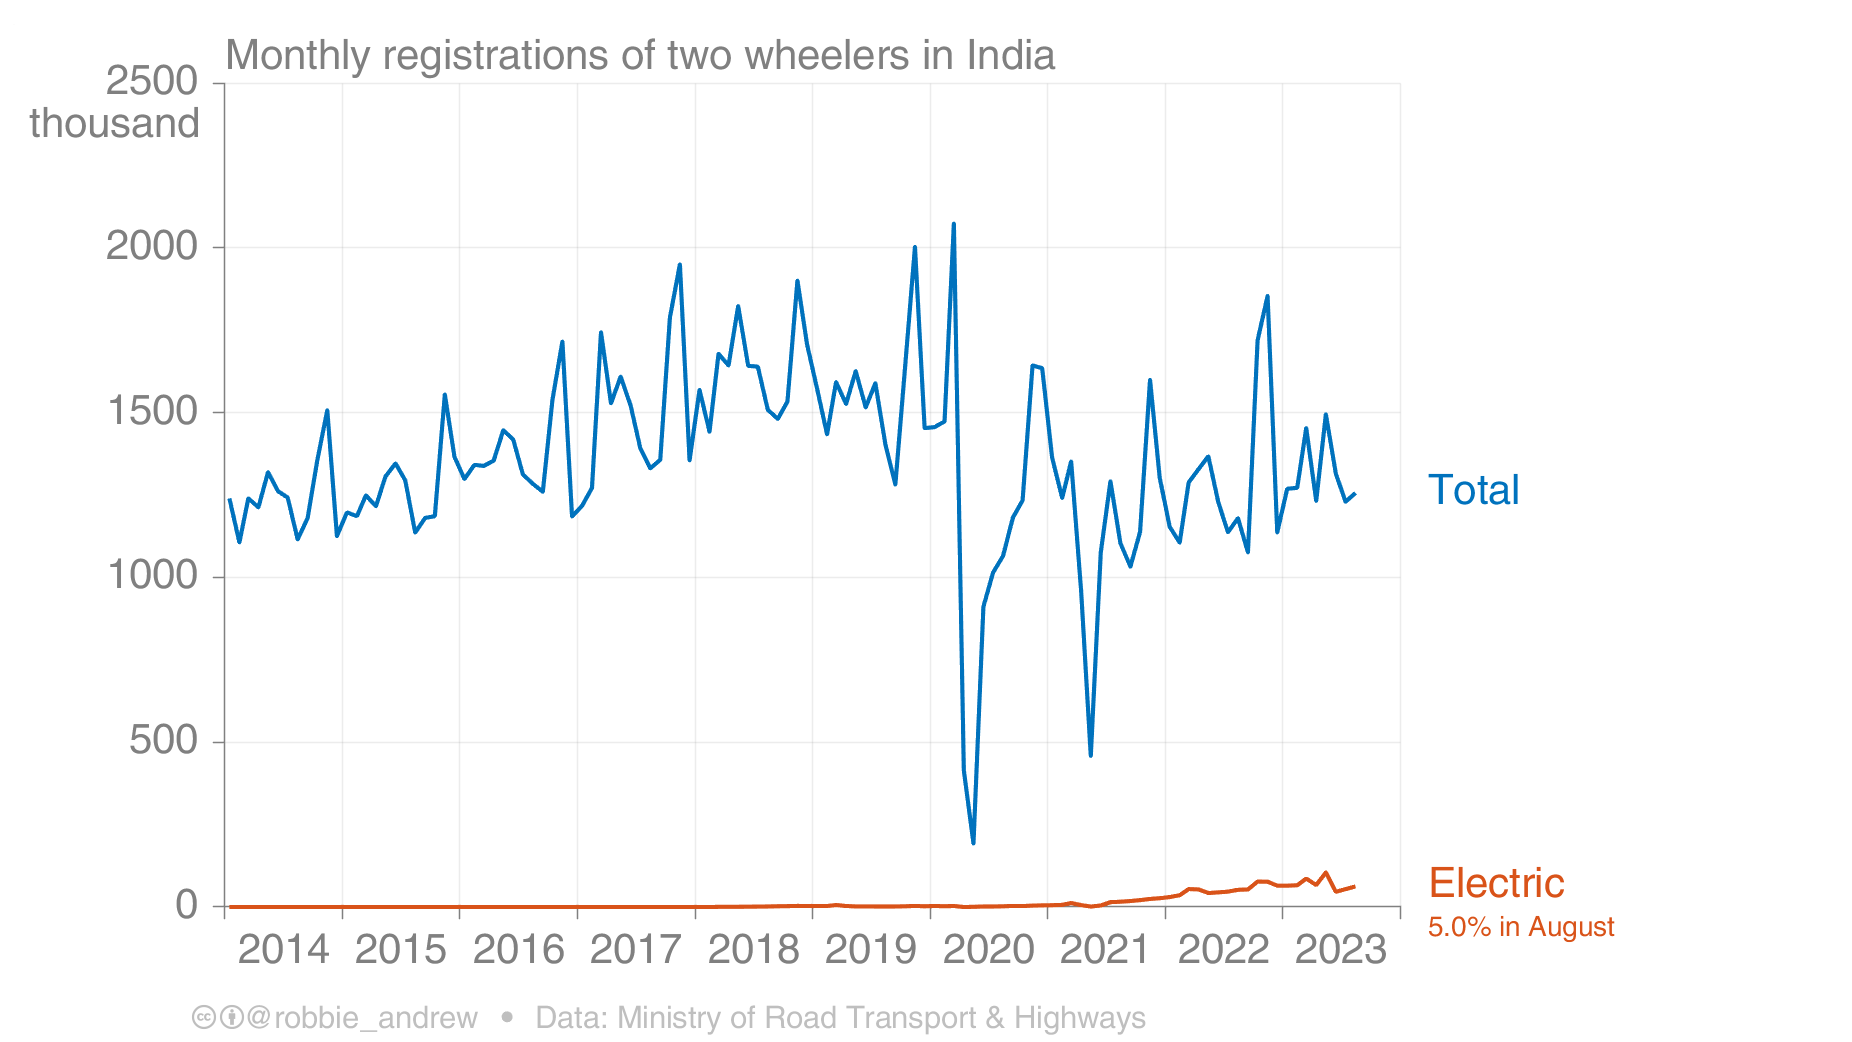 Monthly registrations of two wheelers in India
2500
thousand
2000
1500
1000
500
0
Total
Electric
5.0% in August
2014 2015 2016 2017 2018 2019 2020 2021 2022 2023
cc @robbie_andrew • Data: Ministry of Road Transport & Highways